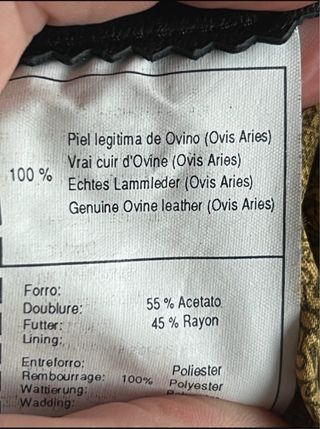 100 %
Piel legitima de Ovino (Ovis Aries)
Vrai cuir d'Ovine (Ovis Aries)
Echtes Lammleder (Ovis Aries)
Genuine Ovine leather (Ovis Aries)
Forro:
Doublure:
Futter:
Lining:
55 % Acetato
45 % Rayon
Entreforro:
Rembourrage:
Wattierung:
Wadding:
100%
Poliester
Polyester